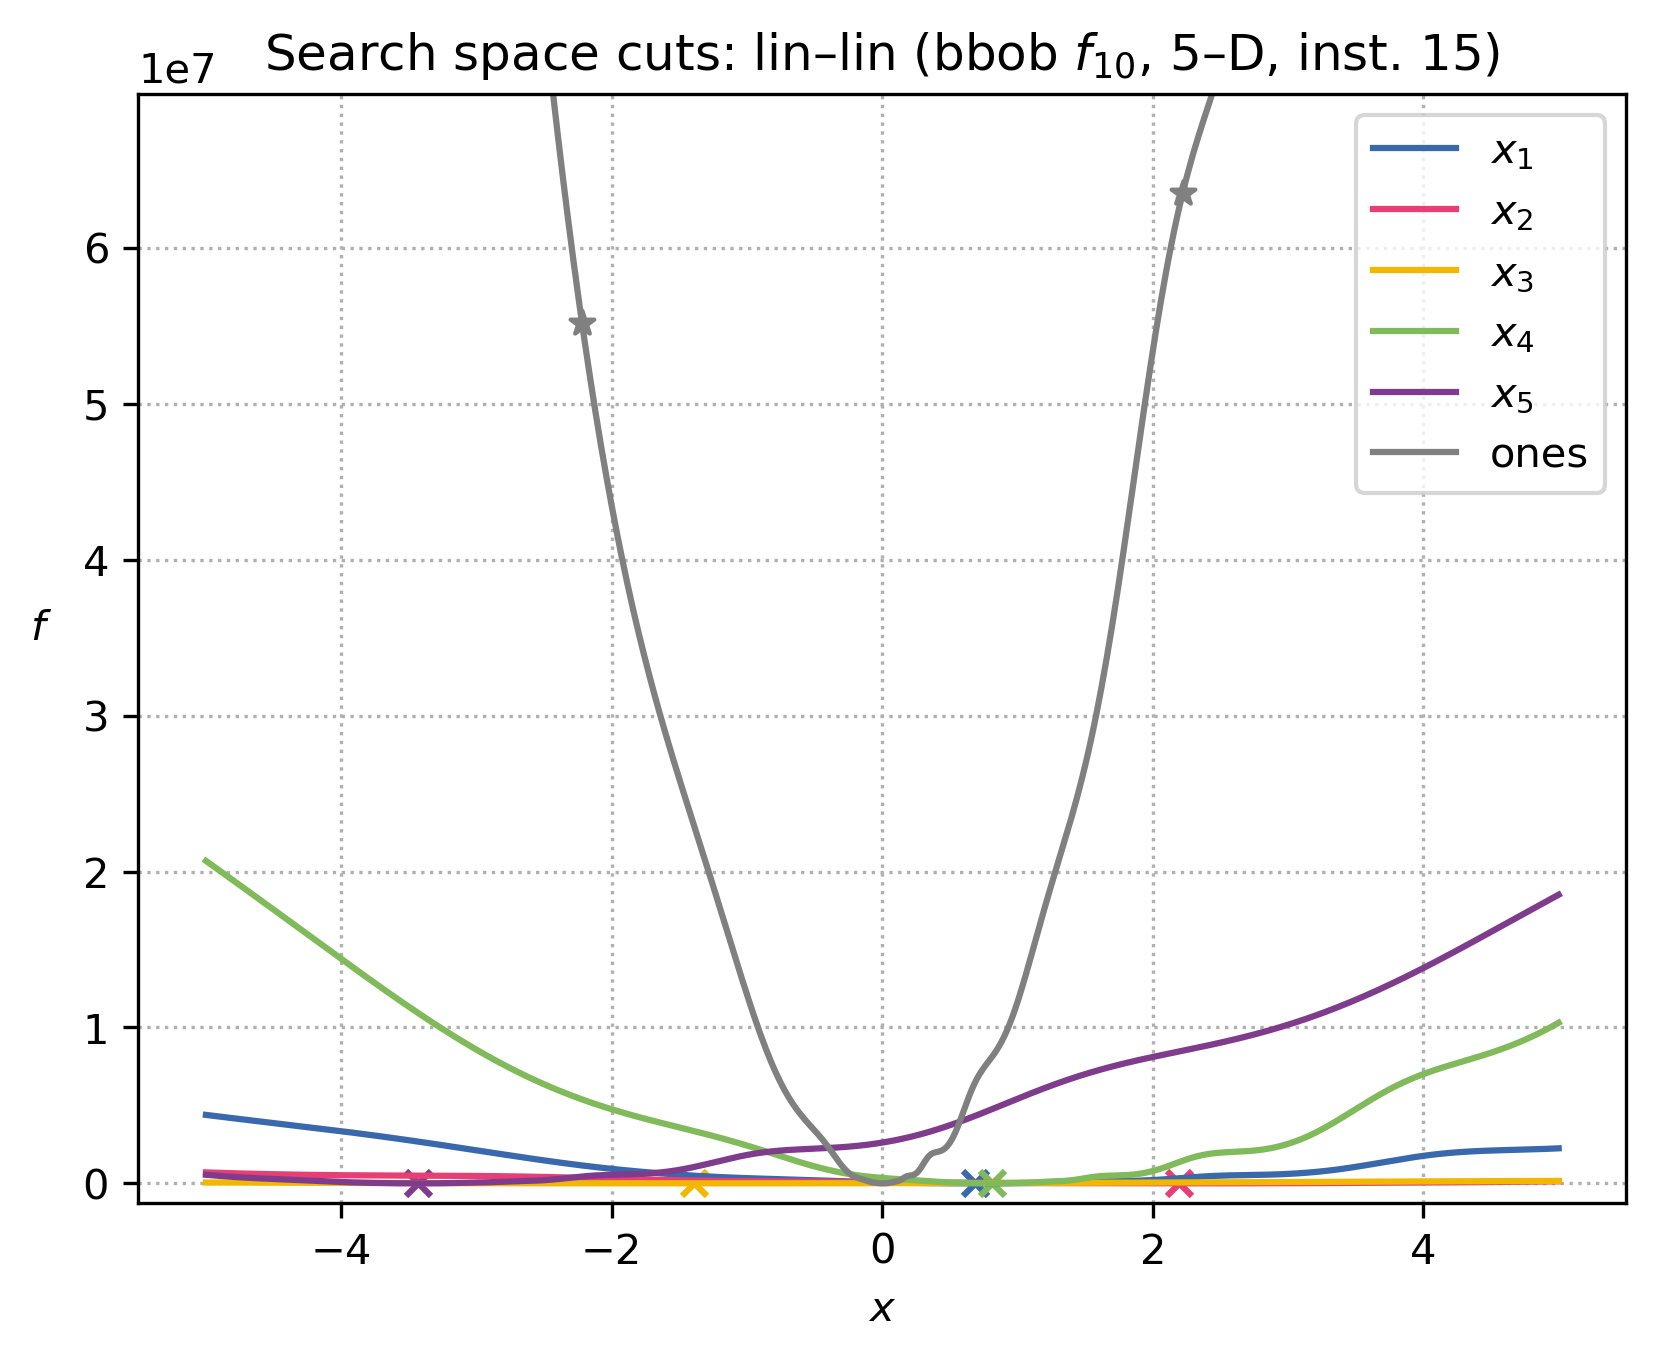 Search space cuts: lin–lin (bbob f10, 5–D, inst. 15)
1e7
x1
x2
x3
x4
x5
ones
6
5
4
3
2
1
0
f
−4 −2 0 2 4
x